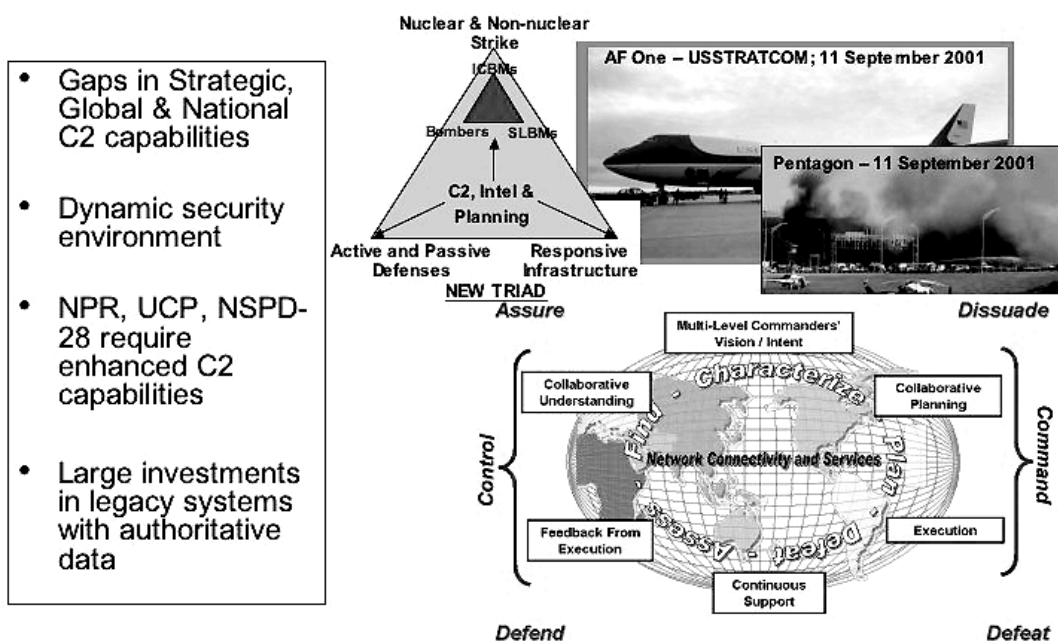 • Gaps in Strategic,
Global & National
C2 capabilities
• Dynamic security
environment
• NPR, UCP, NSPD-
28 require
enhanced C2
capabilities
• Large investments
in legacy systems
with authoritative
data
Nuclear & Non-nuclear
Strike
ICBMs
Bombers SLBMs
C2, Intel &
Planning
Active and Passive
Defenses
Responsive
Infrastructure
NEW TRIAD
AF One – USSTRATCOM; 11 September 2001
Pentagon – 11 September 2001
Assure
Dissuade
Multi-Level Commanders'
Vision / Intent
Collaborative
Understanding
Collaborative
Planning
Find - Characterize - Plan - Defeat - Assess -
Network Connectivity and Services
Control
Command
Feedback From
Execution
Execution
Continuous
Support
Defend
Defeat